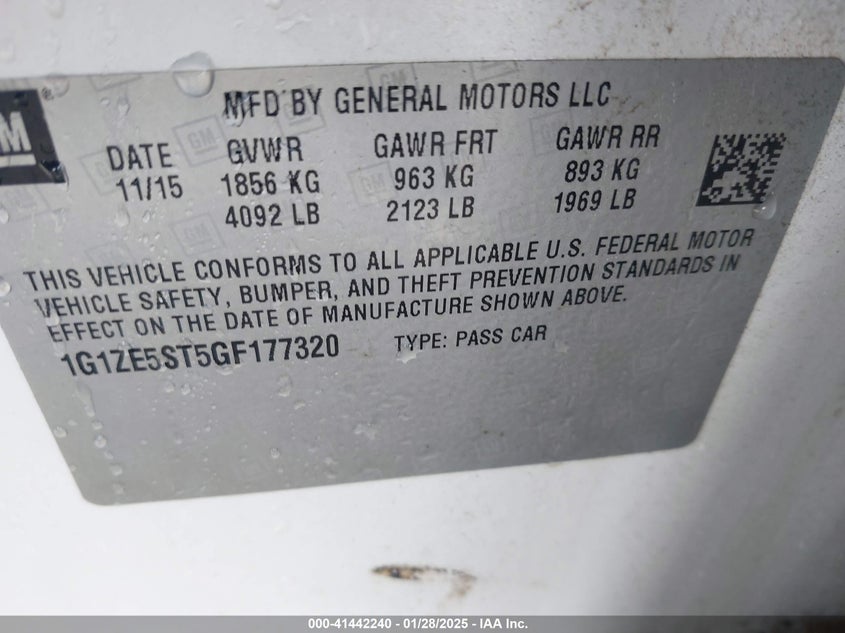 GM
MFD BY GENERAL MOTORS LLC
DATE GVWR GAWR FRT GAWR RR
11/15 1856 KG 963 KG 893 KG
4092 LB 2123 LB 1969 LB
THIS VEHICLE CONFORMS TO ALL APPLICABLE U.S. FEDERAL MOTOR
VEHICLE SAFETY, BUMPER, AND THEFT PREVENTION STANDARDS IN
EFFECT ON THE DATE OF MANUFACTURE SHOWN ABOVE.
1G1ZE5ST5GF177320 TYPE: PASS CAR
000-41442240 - 01/28/2025 - IAA Inc.